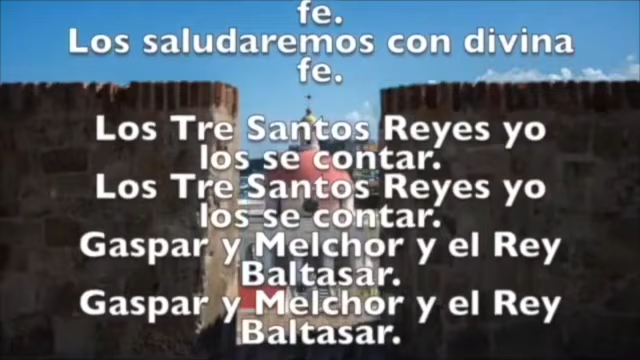 fe.
Los saludaremos con divina
fe.
Los Tre Santos Reyes yo
los se contar.
Los Tre Santos Reyes yo
los se contar.
Gaspar y Melchor y el Rey
Baltasar.
Gaspar y Melchor y el Rey
Baltasar.